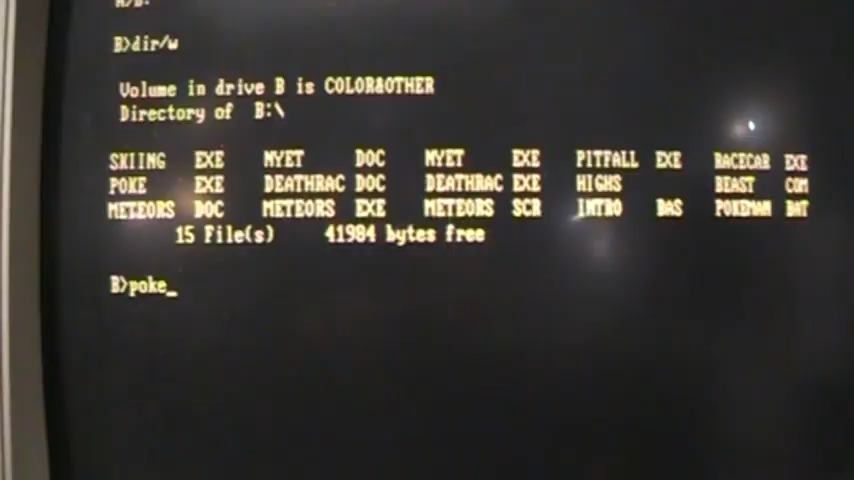 A/B:
B>dir/w
Volume in drive B is COLOR&OTHER
Directory of B:\
SKIING EXE NYET DOC NYET EXE PITFALL EXE RACECAR EXE
POKE EXE DEATHRAC DOC DEATHRAC EXE HIGHS BEAST COM
METEORS DOC METEORS EXE METEORS SCR INTRO BAS POKEMAN BAT
15 File(s) 41984 bytes free
B>poke_